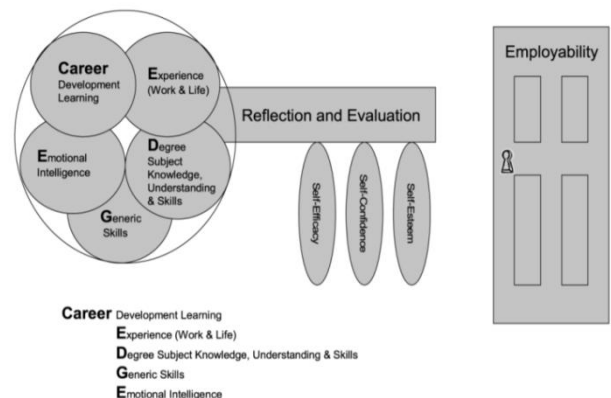 Career
Development
Learning
Experience
(Work & Life)
Emotional
Intelligence
Degree
Subject
Knowledge,
Understanding
& Skills
Generic
Skills
Reflection and Evaluation
Self-Efficacy
Self-Confidence
Self-Esteem
Employability
Career Development Learning
Experience (Work & Life)
Degree Subject Knowledge, Understanding & Skills
Generic Skills
Emotional Intelligence